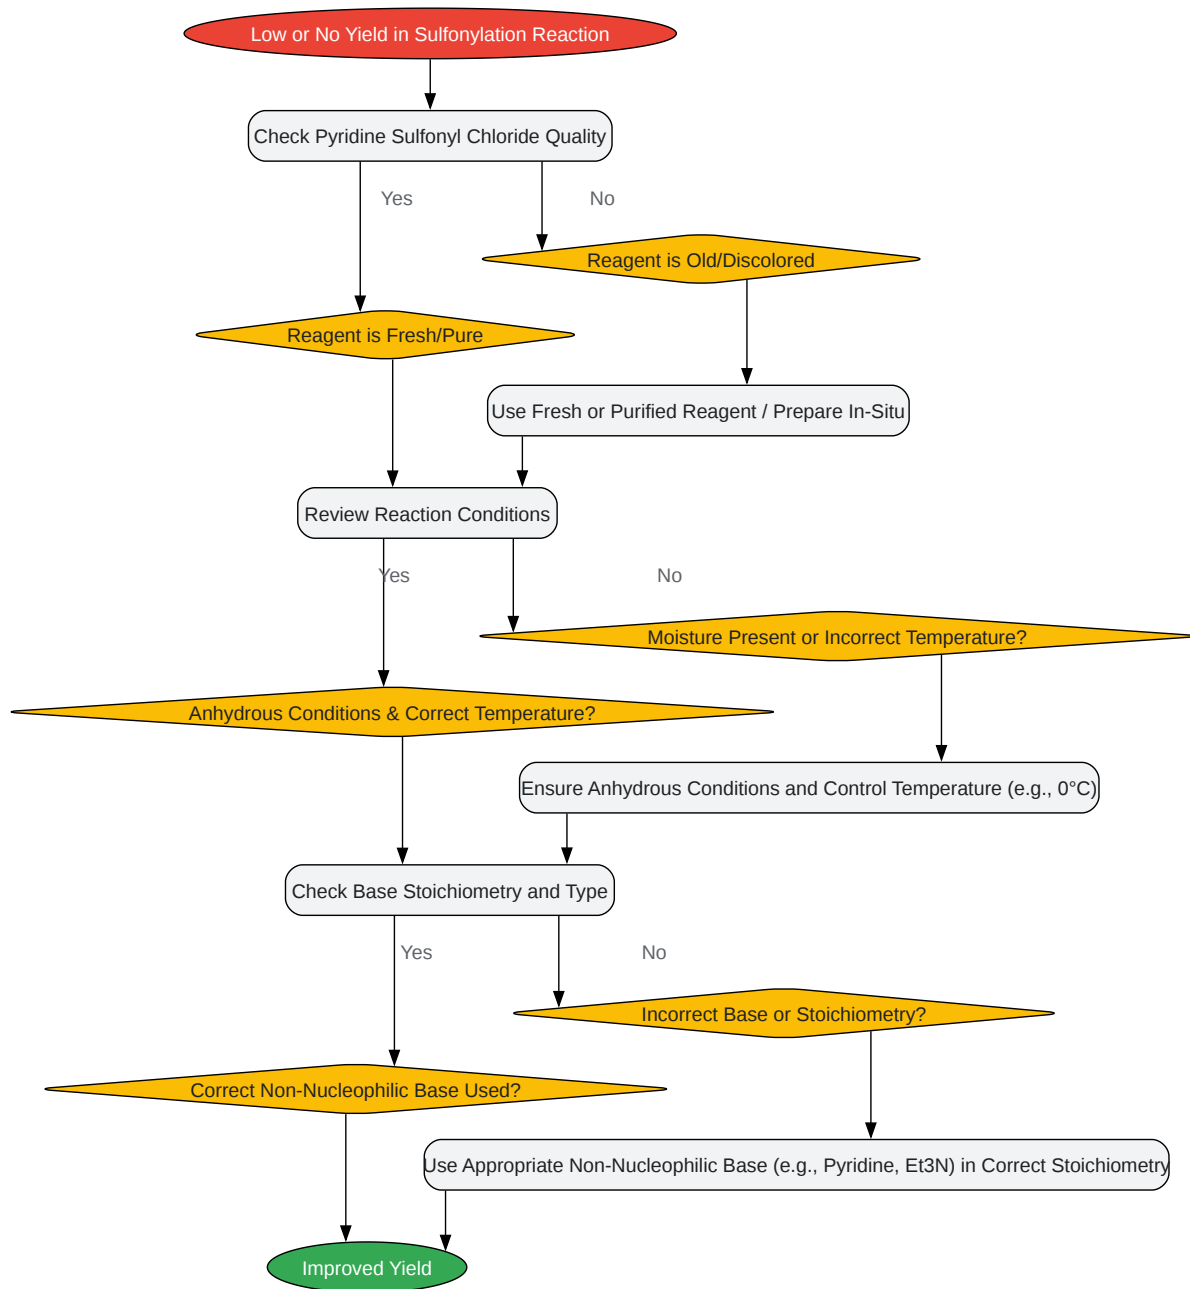 Low or No Yield in Sulfonylation Reaction
Check Pyridine Sulfonyl Chloride Quality
Yes
No
Reagent is Old/Discolored
Reagent is Fresh/Pure
Use Fresh or Purified Reagent / Prepare In-Situ
Review Reaction Conditions
Yes
No
Moisture Present or Incorrect Temperature?
Anhydrous Conditions & Correct Temperature?
Ensure Anhydrous Conditions and Control Temperature (e.g., 0°C)
Check Base Stoichiometry and Type
Yes
No
Incorrect Base or Stoichiometry?
Correct Non-Nucleophilic Base Used?
Use Appropriate Non-Nucleophilic Base (e.g., Pyridine, Et3N) in Correct Stoichiometry
Improved Yield